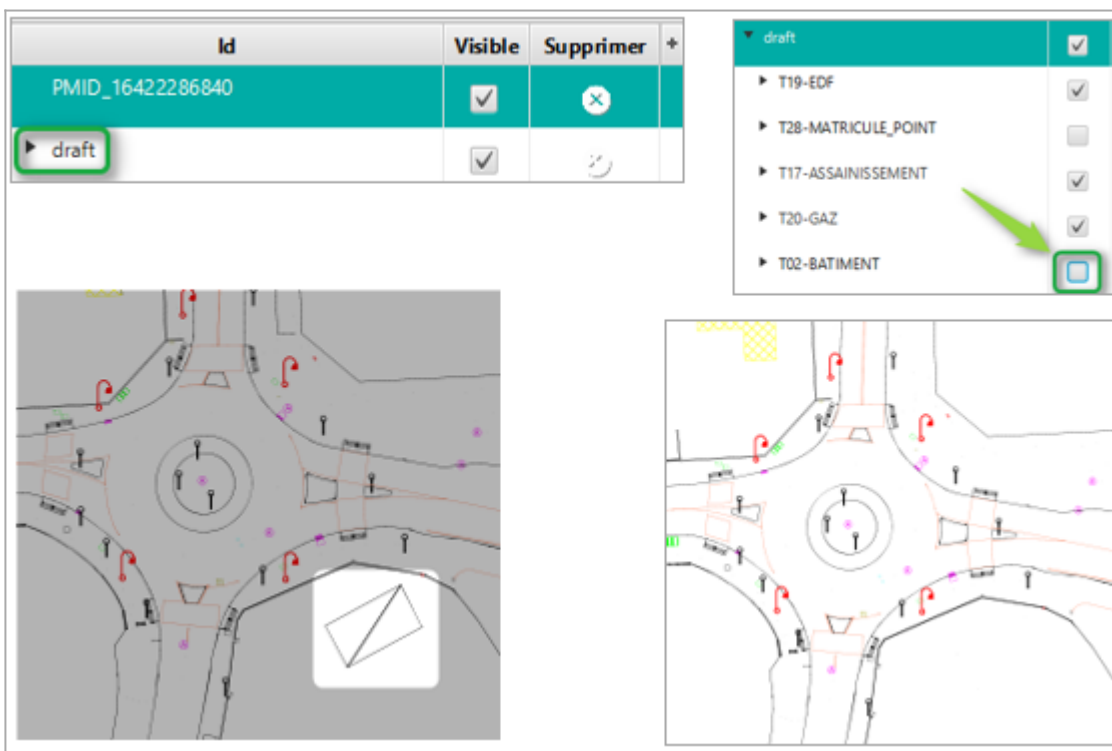 Id Visible Supprimer +
PMID_16422286840
draft
draft
T19-EDF
T28-MATRICULE_POINT
T17-ASSAINISSEMENT
T20-GAZ
T02-BATIMENT